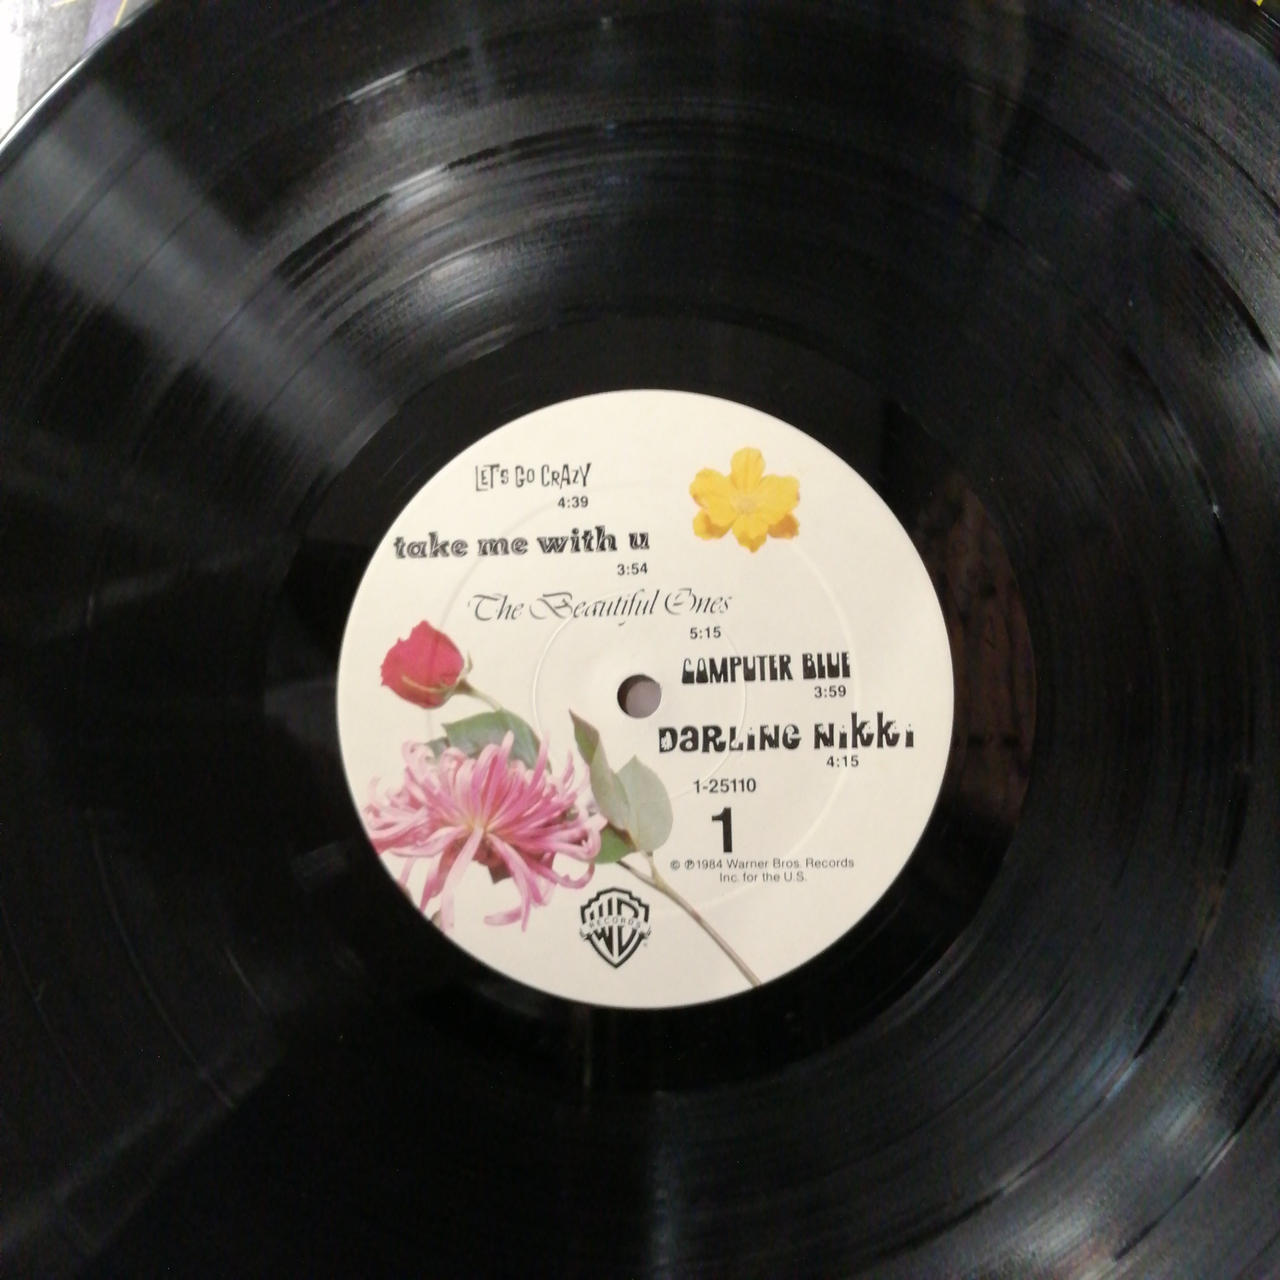 LET'S GO CRAZY
4:39
take me with u
3:54
The Beautiful Ones
5:15
COMPUTER BLUE
3:59
DARLING NIKKI
4:15
1-25110
1
© ℗1984 Warner Bros. Records
Inc. for the U.S.
WB
RECORDS